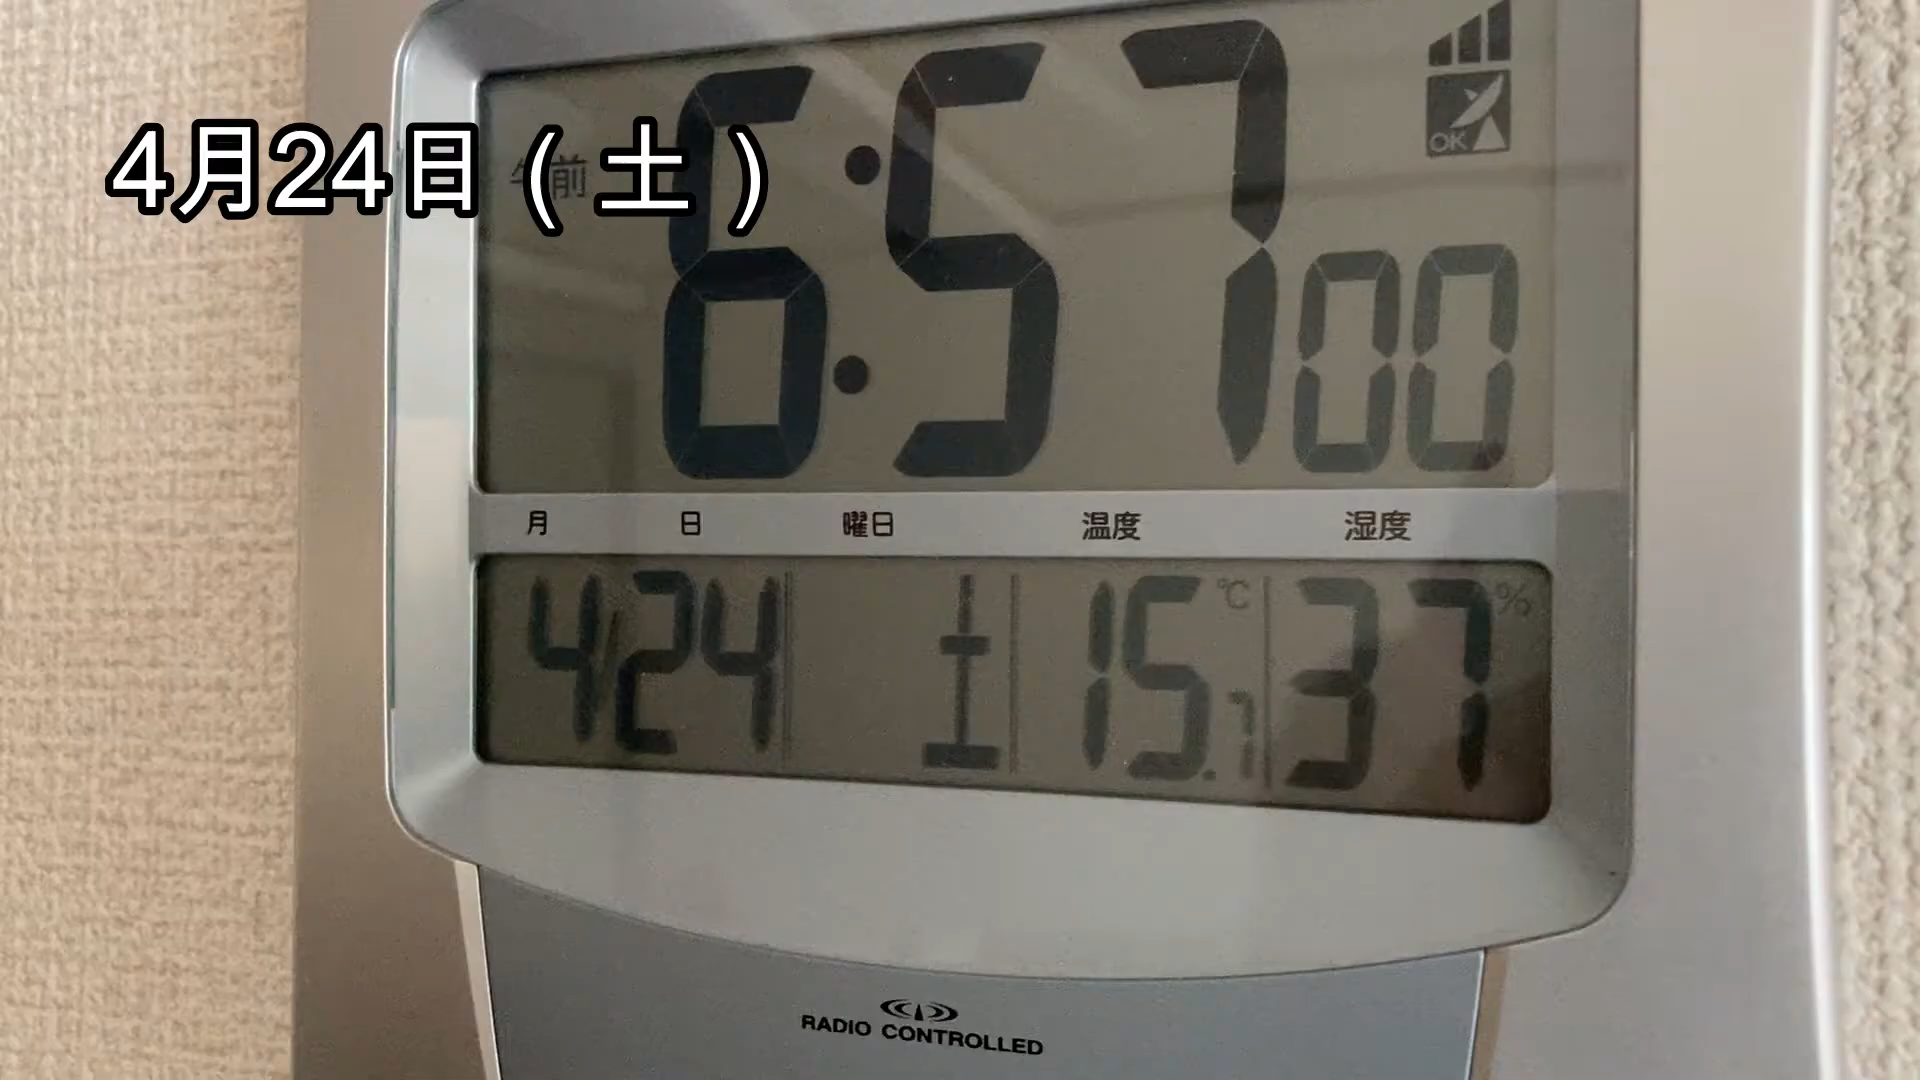 4月24日(土)
午前 6:57 00
OK
月 日 曜日 温度 湿度
4/24 土 15.7℃ 37%
RADIO CONTROLLED